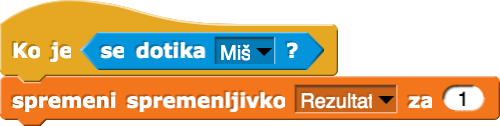 Ko je se dotika Miš ?
spremeni spremenljivko Rezultat za 1